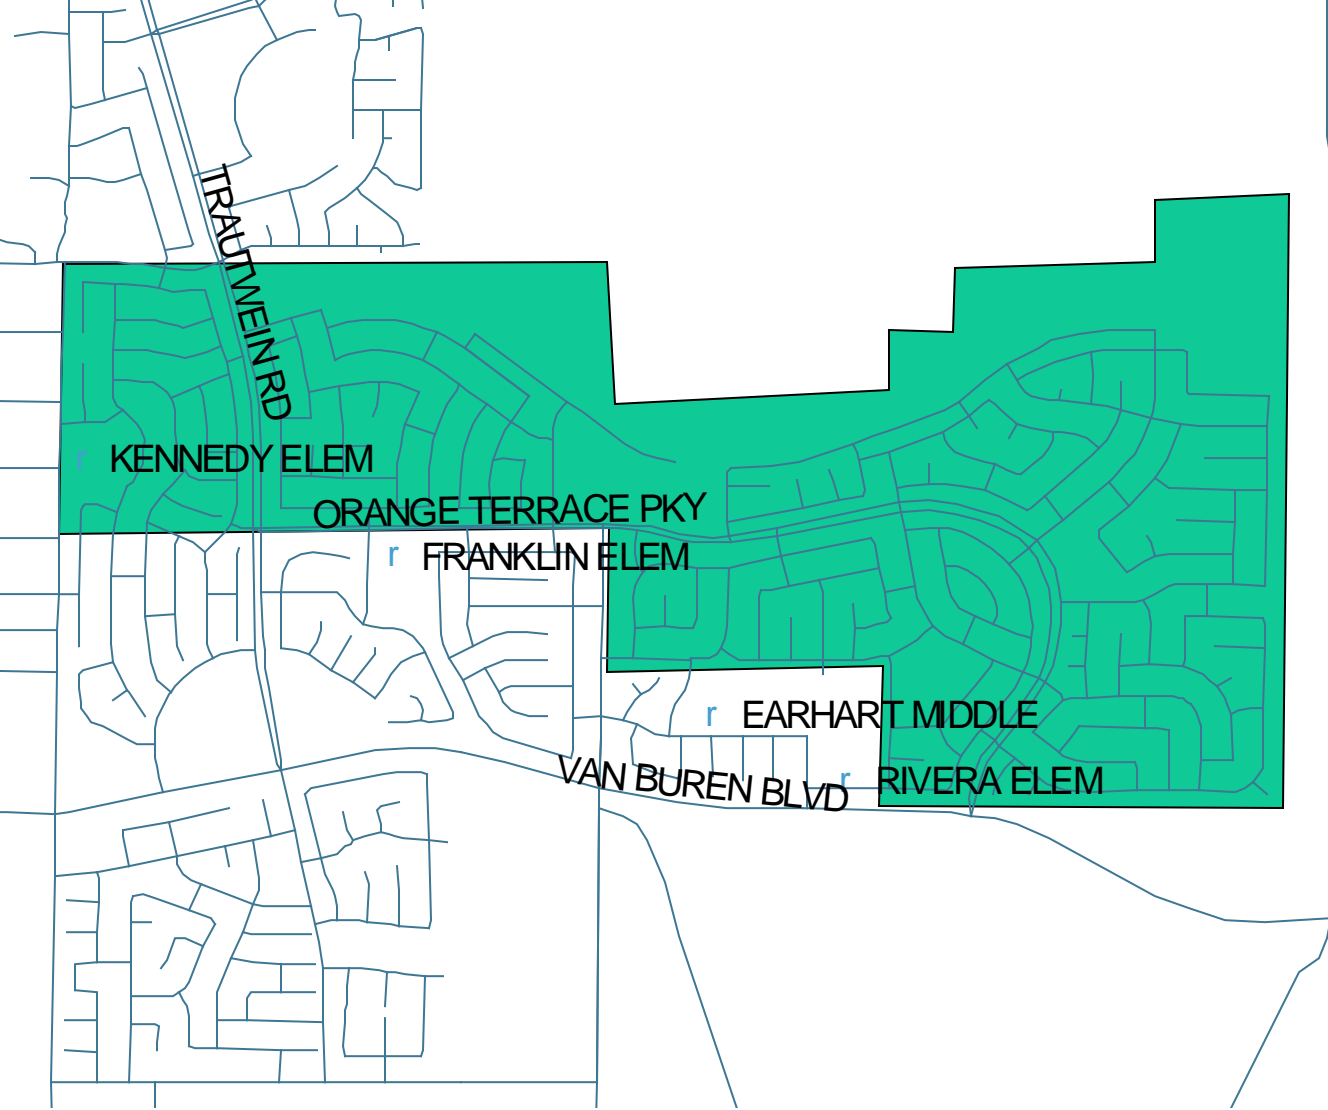 TRAUTWEIN RD
r KENNEDY ELEM
ORANGE TERRACE PKY
r FRANKLIN ELEM
r EARHART MIDDLE
VAN BUREN BLVD
r RIVERA ELEM